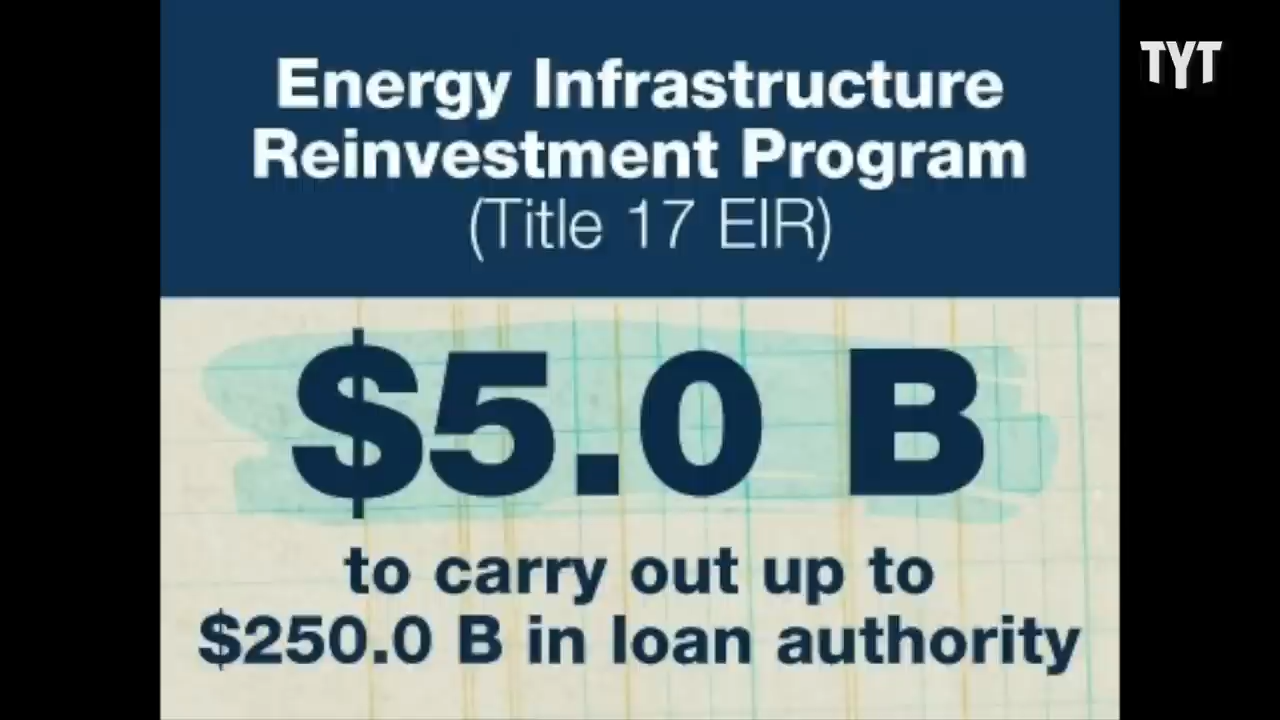 Energy Infrastructure
Reinvestment Program
(Title 17 EIR)
$5.0 B
to carry out up to
$250.0 B in loan authority
TYT